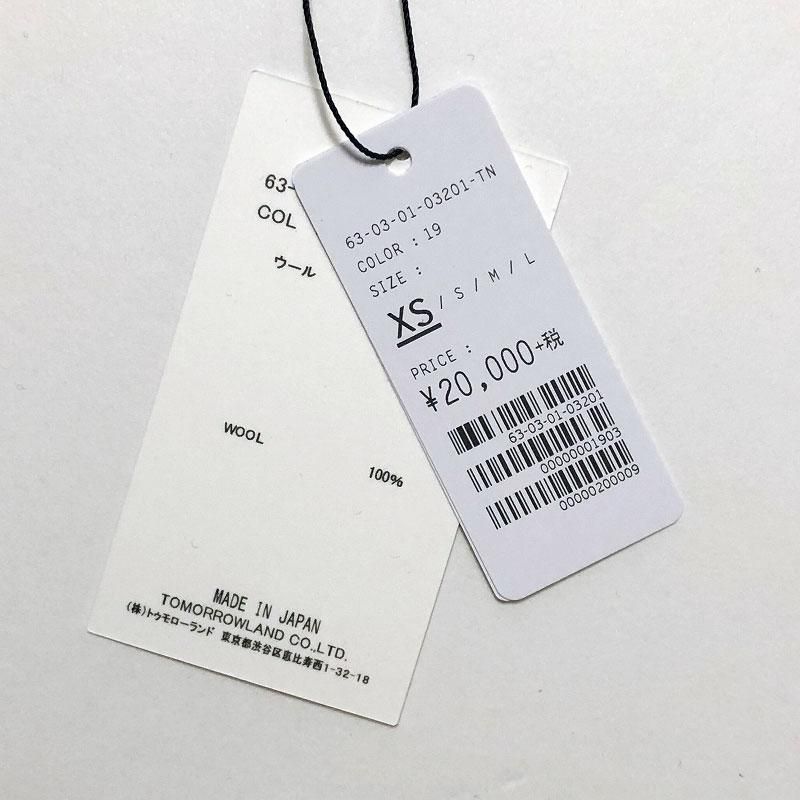 63-
COL
ウール
WOOL
100%
MADE IN JAPAN
TOMORROWLAND CO.,LTD.
(株)トゥモローランド 東京都渋谷区恵比寿西1-32-18
63-03-01-03201-TN
COLOR : 19
SIZE :
XS / S / M / L
PRICE :
¥20,000+税
63-03-01-03201
00000001903
00000200009